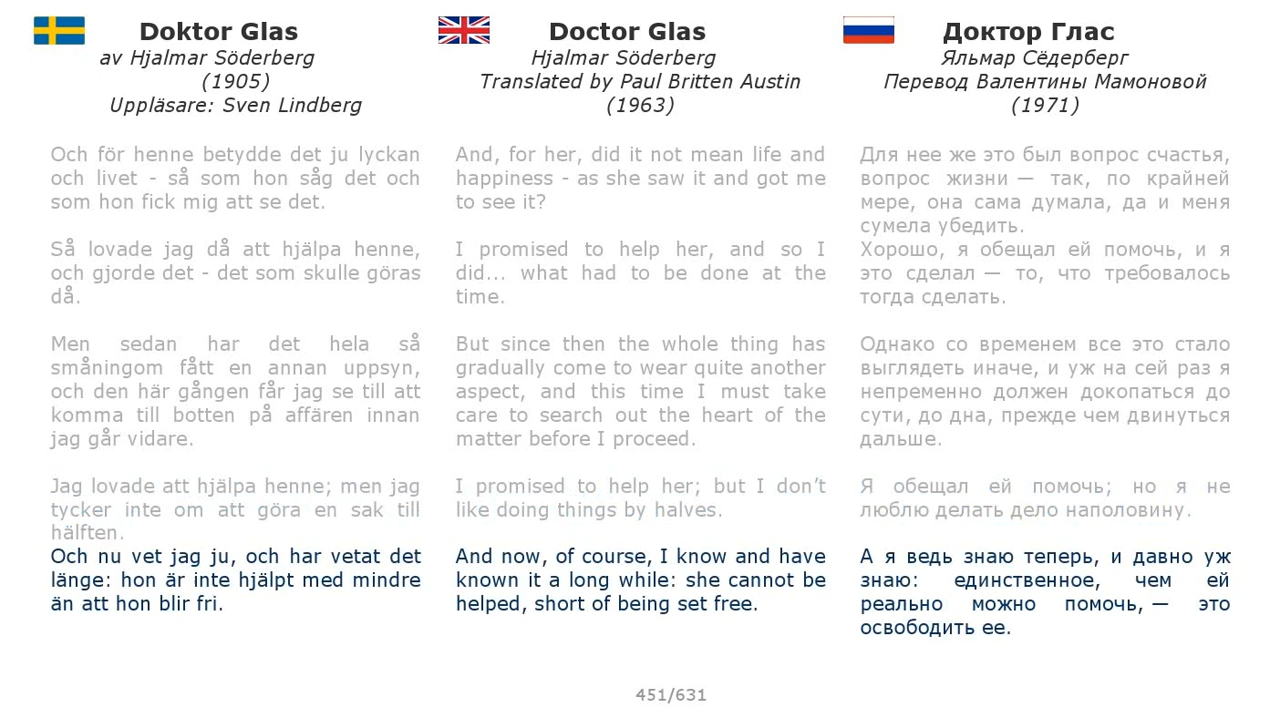 Doktor Glas
av Hjalmar Söderberg
(1905)
Uppläsare: Sven Lindberg
Och för henne betydde det ju lyckan
och livet - så som hon såg det och
som hon fick mig att se det.
Så lovade jag då att hjälpa henne,
och gjorde det - det som skulle göras
då.
Men sedan har det hela så
småningom fått en annan uppsyn,
och den här gången får jag se till att
komma till botten på affären innan
jag går vidare.
Jag lovade att hjälpa henne; men jag
tycker inte om att göra en sak till
hälften.
Och nu vet jag ju, och har vetat det
länge: hon är inte hjälpt med mindre
än att hon blir fri.
Doctor Glas
Hjalmar Söderberg
Translated by Paul Britten Austin
(1963)
And, for her, did it not mean life and
happiness - as she saw it and got me
to see it?
I promised to help her, and so I
did... what had to be done at the
time.
But since then the whole thing has
gradually come to wear quite another
aspect, and this time I must take
care to search out the heart of the
matter before I proceed.
I promised to help her; but I don't
like doing things by halves.
And now, of course, I know and have
known it a long while: she cannot be
helped, short of being set free.
Доктор Глас
Яльмар Сёдерберг
Перевод Валентины Мамоновой
(1971)
Для нее же это был вопрос счастья,
вопрос жизни — так, по крайней
мере, она сама думала, да и меня
сумела убедить.
Хорошо, я обещал ей помочь, и я
это сделал — то, что требовалось
тогда сделать.
Однако со временем все это стало
выглядеть иначе, и уж на сей раз я
непременно должен докопаться до
сути, до дна, прежде чем двинуться
дальше.
Я обещал ей помочь; но я не
люблю делать дело наполовину.
А я ведь знаю теперь, и давно уж
знаю: единственное, чем ей
реально можно помочь, — это
освободить ее.
451/631